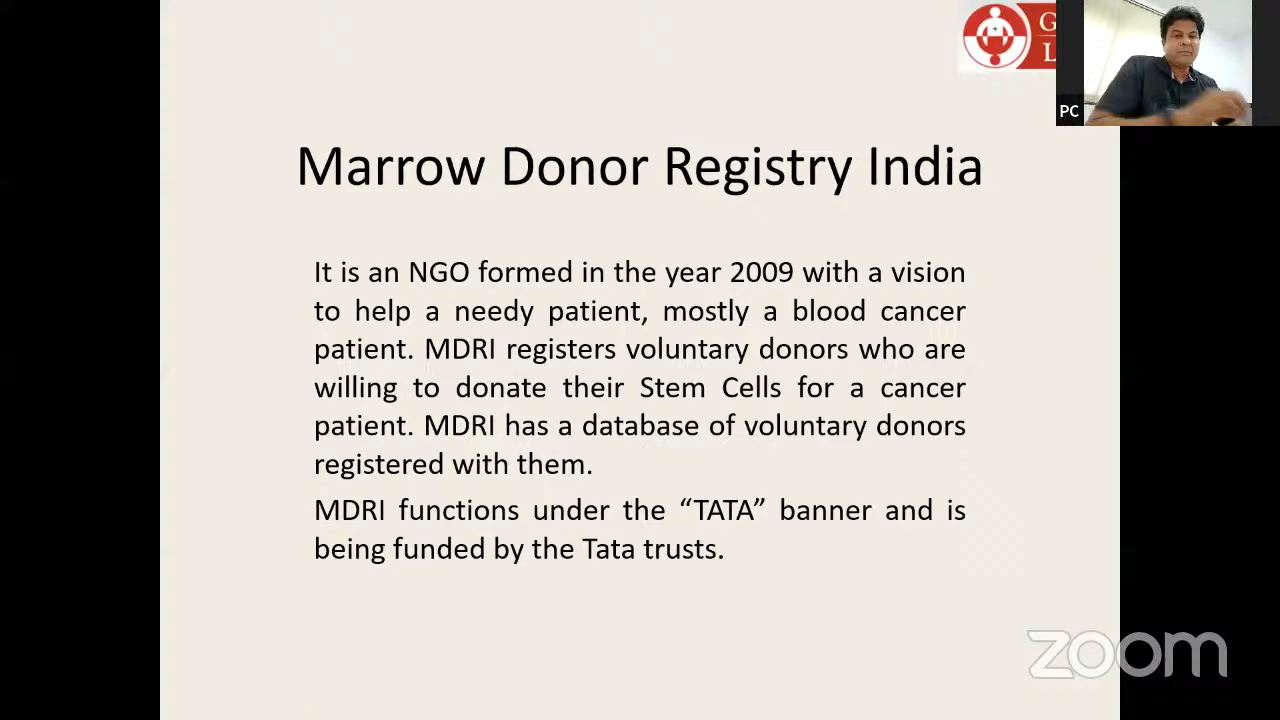 G
L
PC
Marrow Donor Registry India
It is an NGO formed in the year 2009 with a vision
to help a needy patient, mostly a blood cancer
patient. MDRI registers voluntary donors who are
willing to donate their Stem Cells for a cancer
patient. MDRI has a database of voluntary donors
registered with them.
MDRI functions under the “TATA” banner and is
being funded by the Tata trusts.
zoom